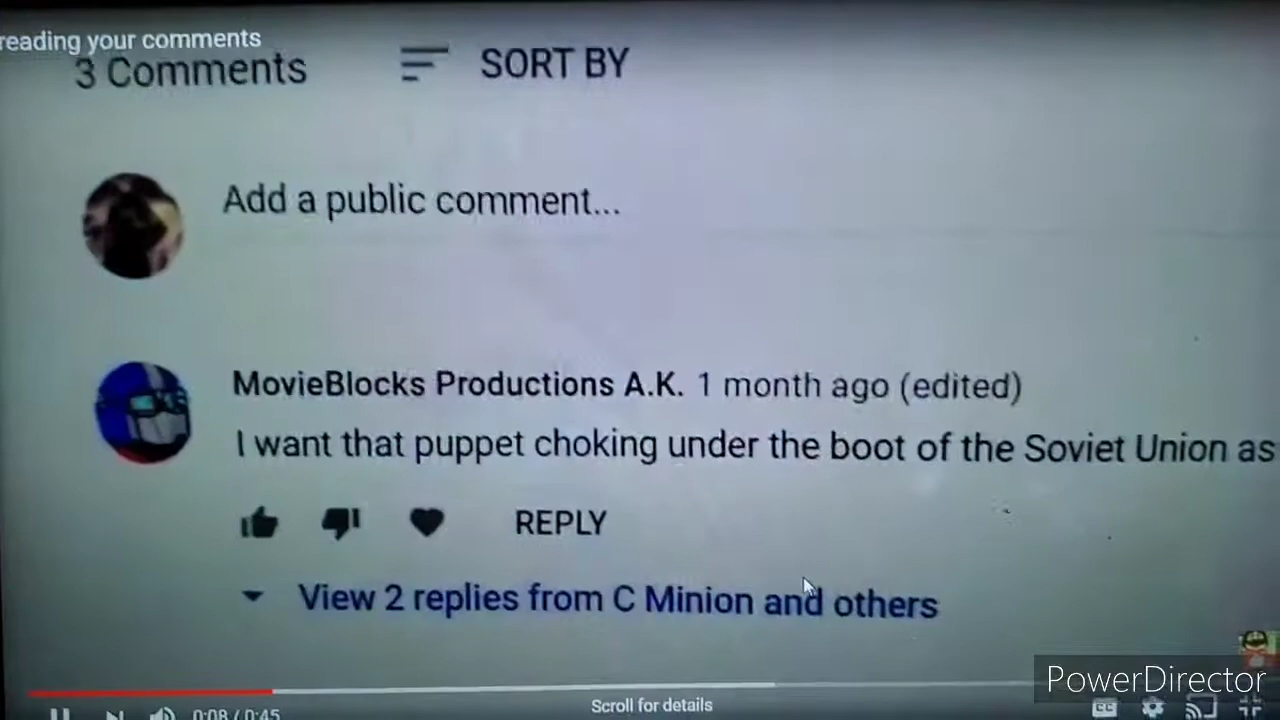 reading your comments
3 Comments
SORT BY
Add a public comment...
MovieBlocks Productions A.K. 1 month ago (edited)
I want that puppet choking under the boot of the Soviet Union as
REPLY
View 2 replies from C Minion and others
PowerDirector
Scroll for details
0:08 / 0:45
CC